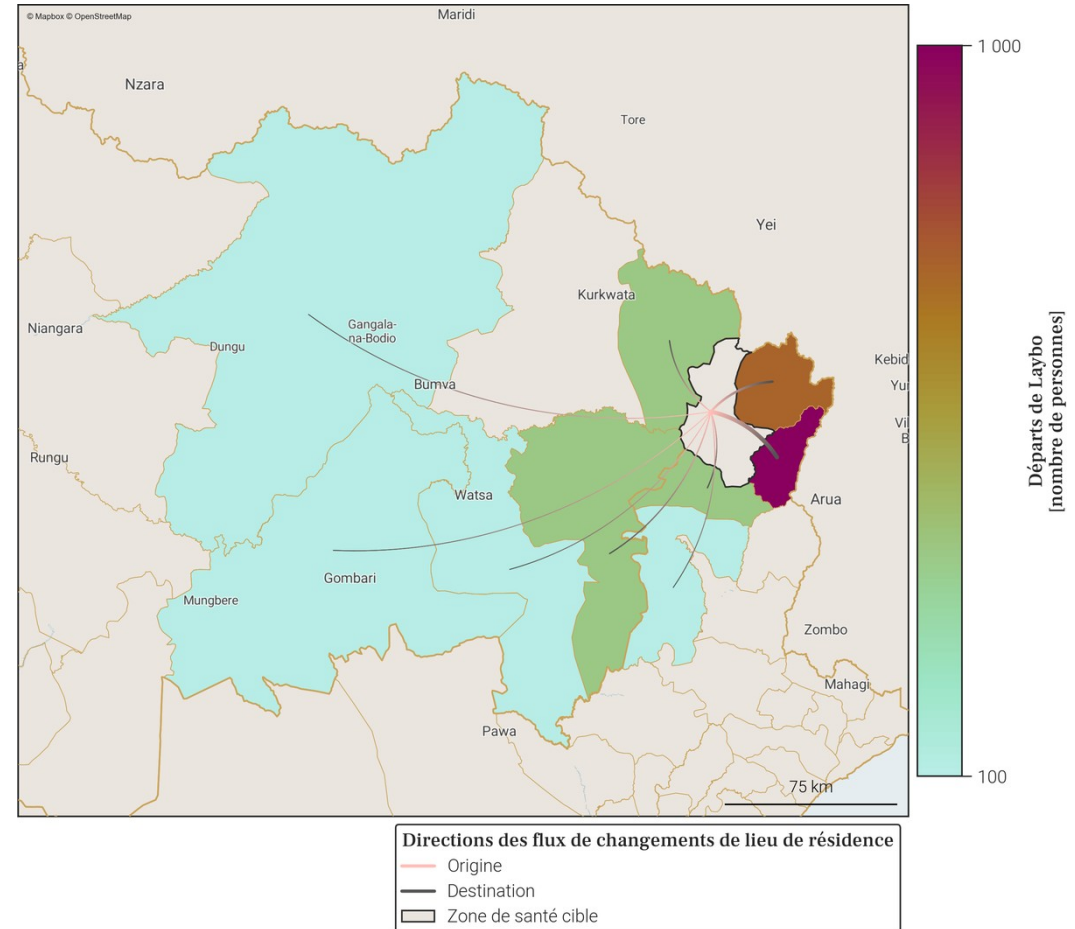 © Mapbox © OpenStreetMap
Maridi
Nzara
Tore
Yei
Kurkwata
Niangara
Gangala-
na-Bodio
Dungu
Kebid
Yu
Bumva
Vi
B
Rungu
Watsa
Arua
Gombari
Mungbere
Zombo
Mahagi
Pawa
75 km
1 000
100
Départs de Laybo
[nombre de personnes]
Directions des flux de changements de lieu de résidence
Origine
Destination
Zone de santé cible